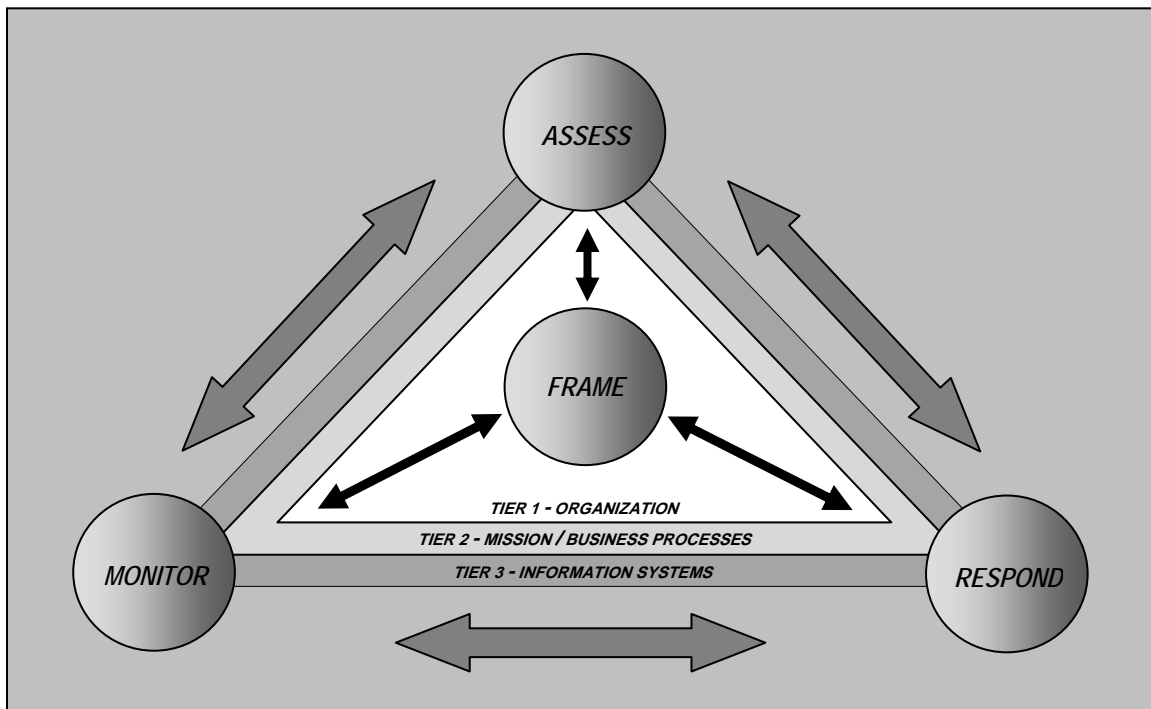 ASSESS
FRAME
TIER 1 - ORGANIZATION
TIER 2 - MISSION / BUSINESS PROCESSES
MONITOR
TIER 3 - INFORMATION SYSTEMS
RESPOND